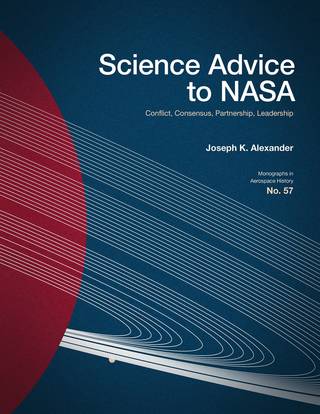 Science Advice
to NASA
Conflict, Consensus, Partnership, Leadership
Joseph K. Alexander
Monographs in
Aerospace History
No. 57